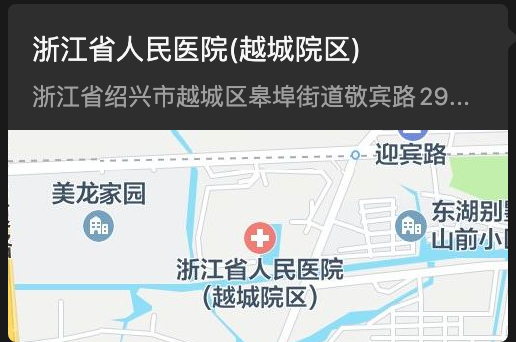 浙江省人民医院(越城院区)
浙江省绍兴市越城区皋埠街道敬宾路29...
迎宾路
美龙家园
东湖别墅
山前小区
浙江省人民医院
（越城院区）